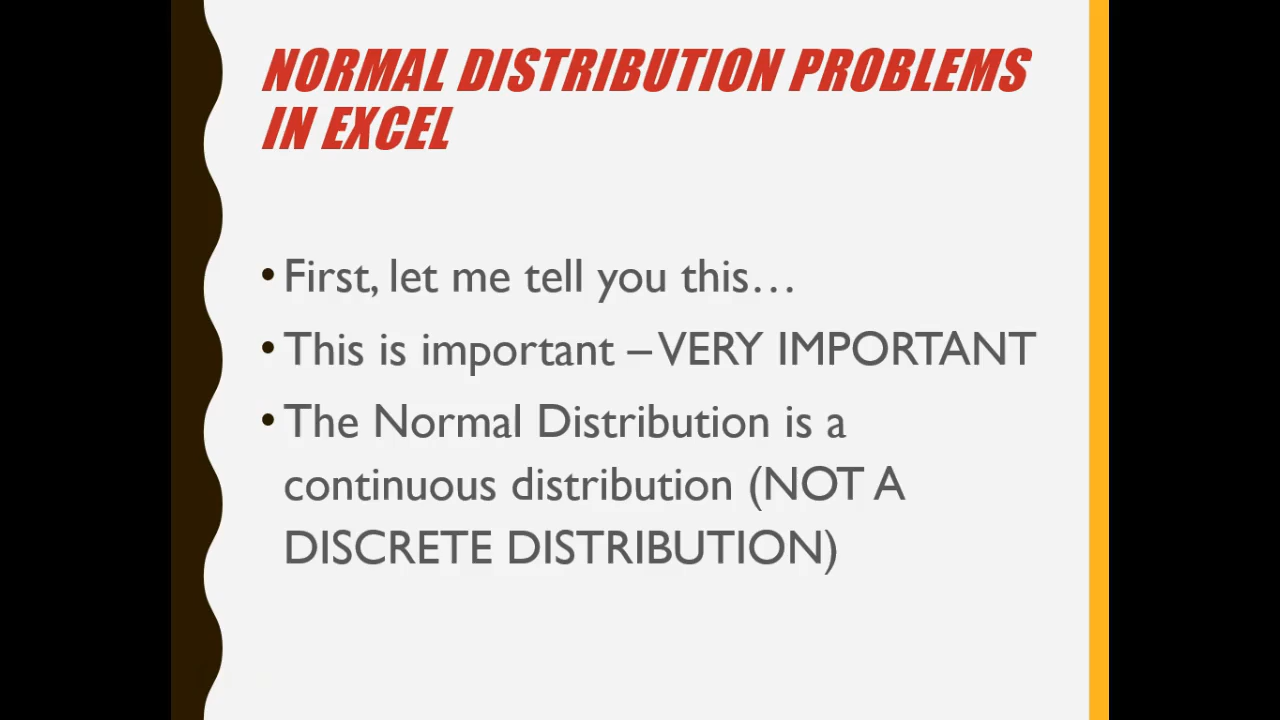 NORMAL DISTRIBUTION PROBLEMS
IN EXCEL
• First, let me tell you this…
• This is important – VERY IMPORTANT
• The Normal Distribution is a
continuous distribution (NOT A
DISCRETE DISTRIBUTION)